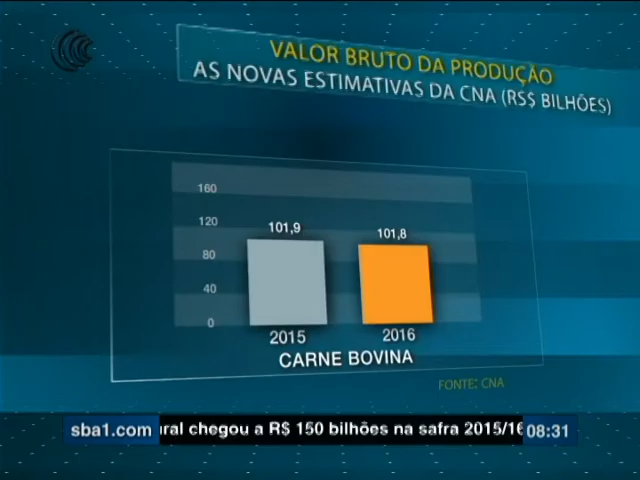 VALOR BRUTO DA PRODUÇÃO
AS NOVAS ESTIMATIVAS DA CNA (RS$ BILHÕES)
160
120
80
40
0
101,9
101,8
2015
2016
CARNE BOVINA
FONTE: CNA
sba1.com
ural chegou a R$ 150 bilhões na safra 2015/16
08:31